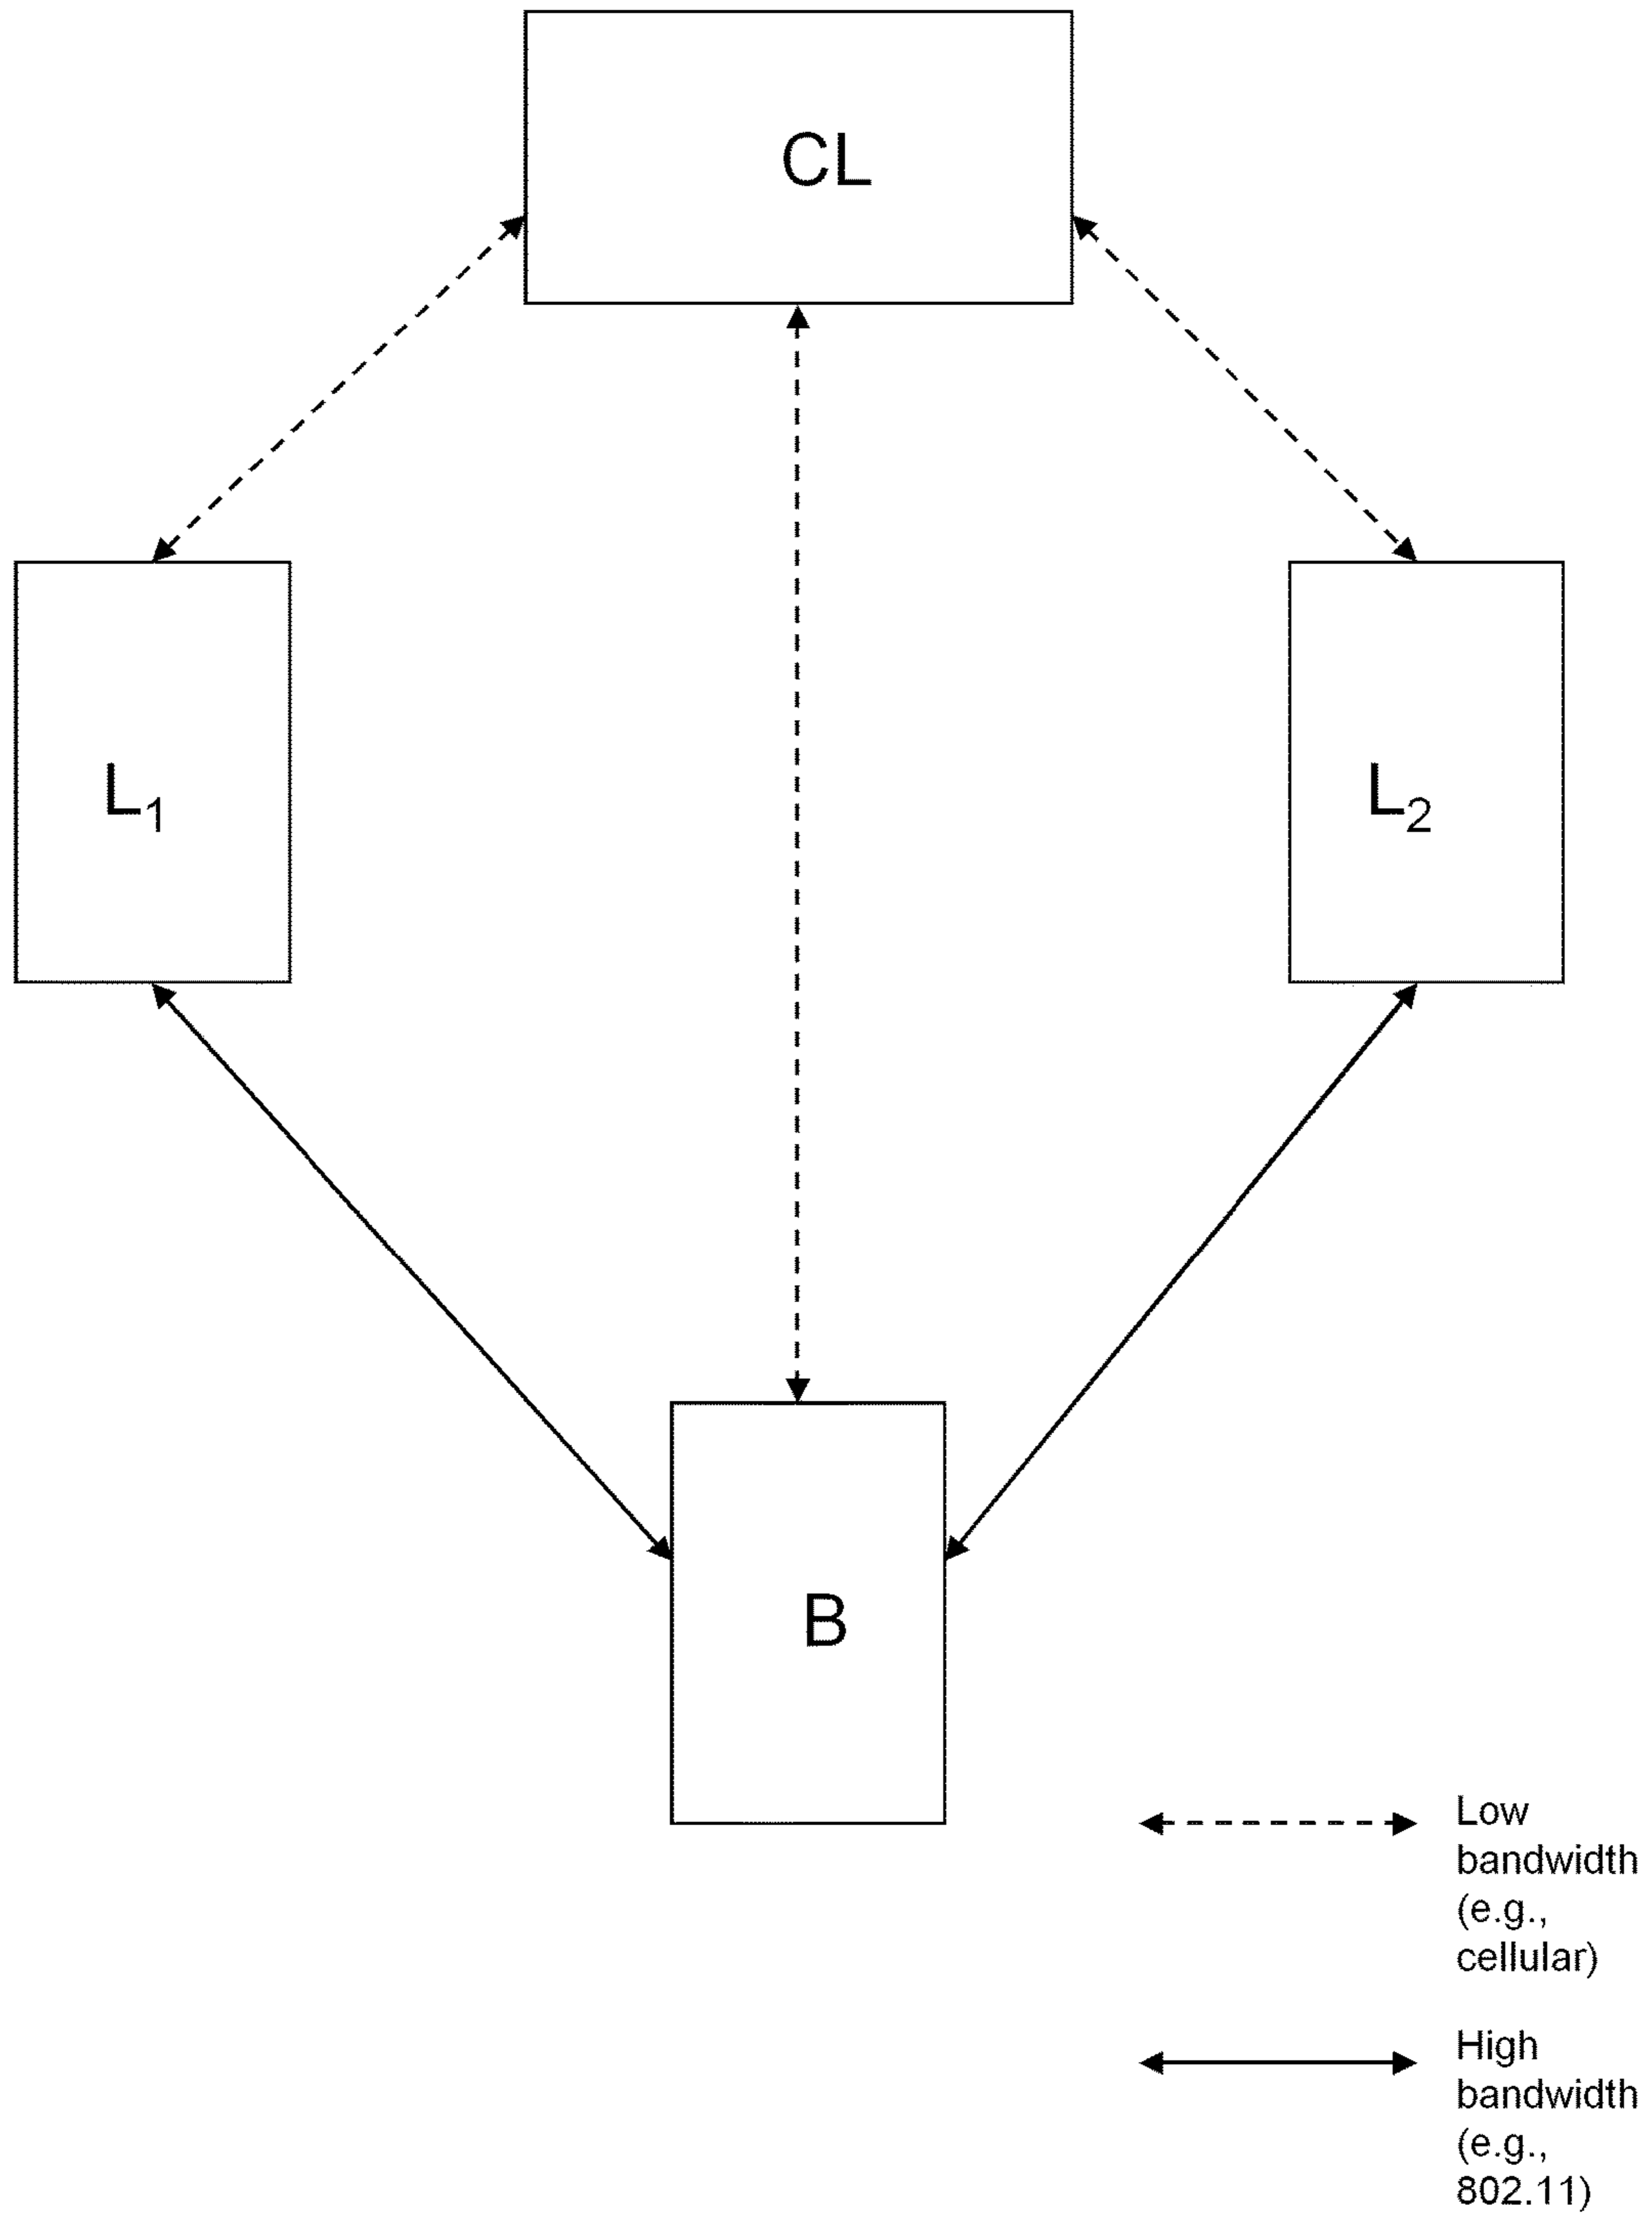 CL
L₁
L₂
B
Low
bandwidth
(e.g.,
cellular)
High
bandwidth
(e.g.,
802.11)